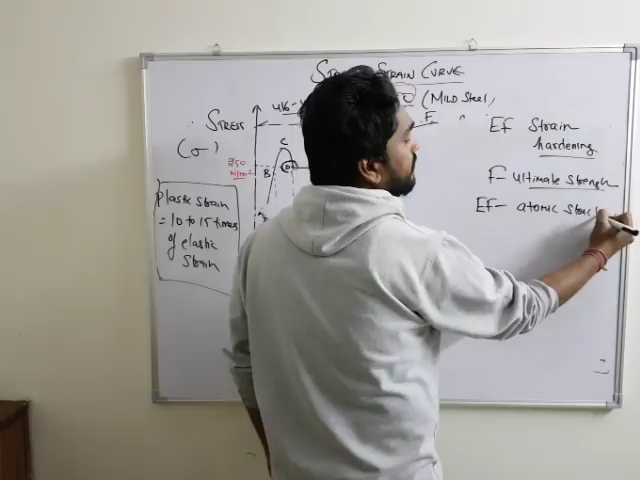 STRAIN CURVE
(MILD STEEL,
416-
STRESS
(σ)
F
C
B
250
Plastic strain
= 10 to 15 times
of elastic
strain
EF Strain
hardening
F- Ultimate Strength
EF- atomic